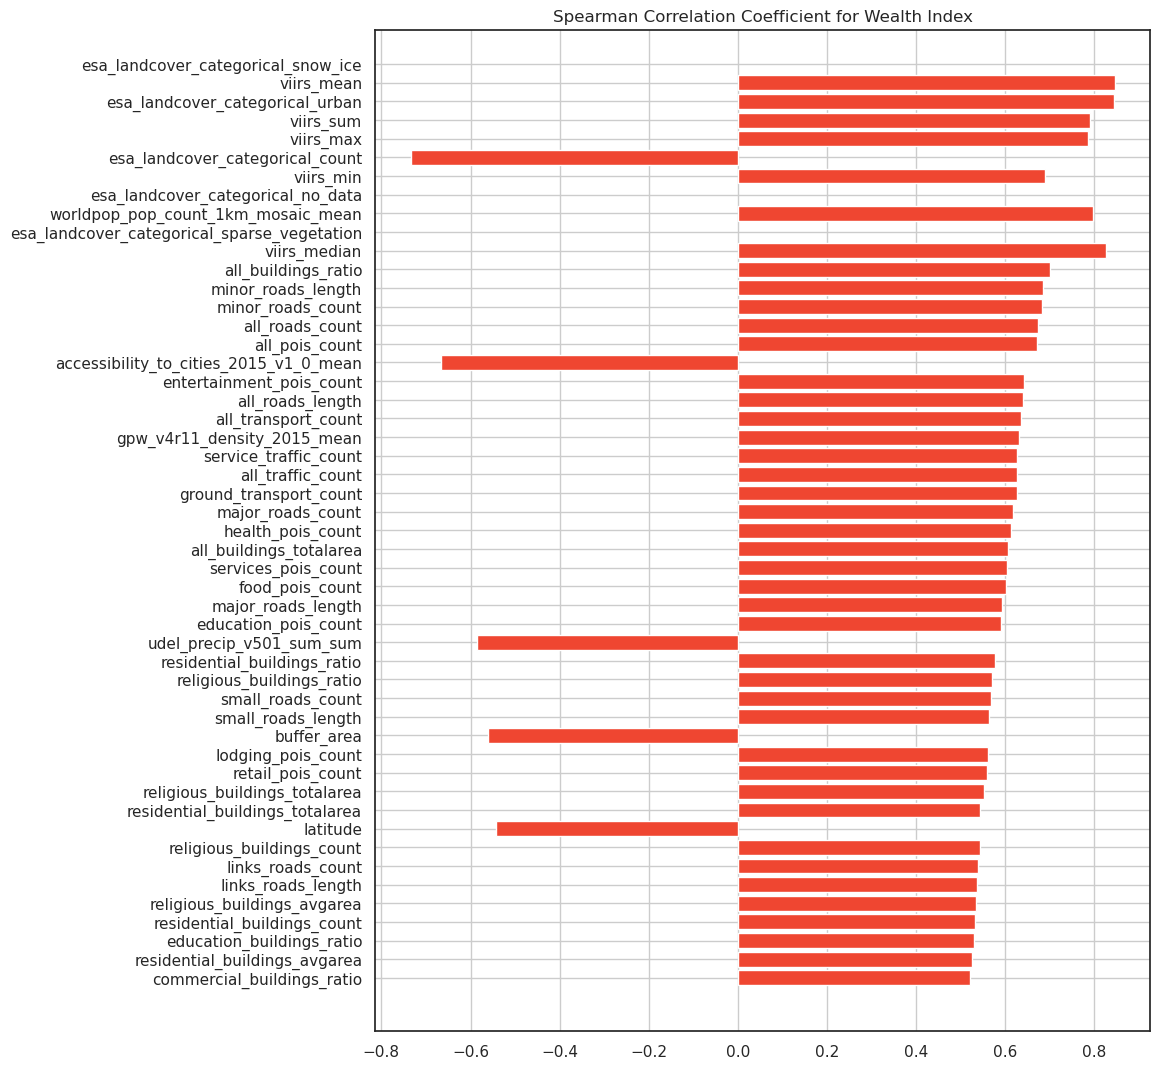 Spearman Correlation Coefficient for Wealth Index
esa_landcover_categorical_snow_ice
viirs_mean
esa_landcover_categorical_urban
viirs_sum
viirs_max
esa_landcover_categorical_count
viirs_min
esa_landcover_categorical_no_data
worldpop_pop_count_1km_mosaic_mean
esa_landcover_categorical_sparse_vegetation
viirs_median
all_buildings_ratio
minor_roads_length
minor_roads_count
all_roads_count
all_pois_count
accessibility_to_cities_2015_v1_0_mean
entertainment_pois_count
all_roads_length
all_transport_count
gpw_v4r11_density_2015_mean
service_traffic_count
all_traffic_count
ground_transport_count
major_roads_count
health_pois_count
all_buildings_totalarea
services_pois_count
food_pois_count
major_roads_length
education_pois_count
udel_precip_v501_sum_sum
residential_buildings_ratio
religious_buildings_ratio
small_roads_count
small_roads_length
buffer_area
lodging_pois_count
retail_pois_count
religious_buildings_totalarea
residential_buildings_totalarea
latitude
religious_buildings_count
links_roads_count
links_roads_length
religious_buildings_avgarea
residential_buildings_count
education_buildings_ratio
residential_buildings_avgarea
commercial_buildings_ratio
−0.8 −0.6 −0.4 −0.2 0.0 0.2 0.4 0.6 0.8